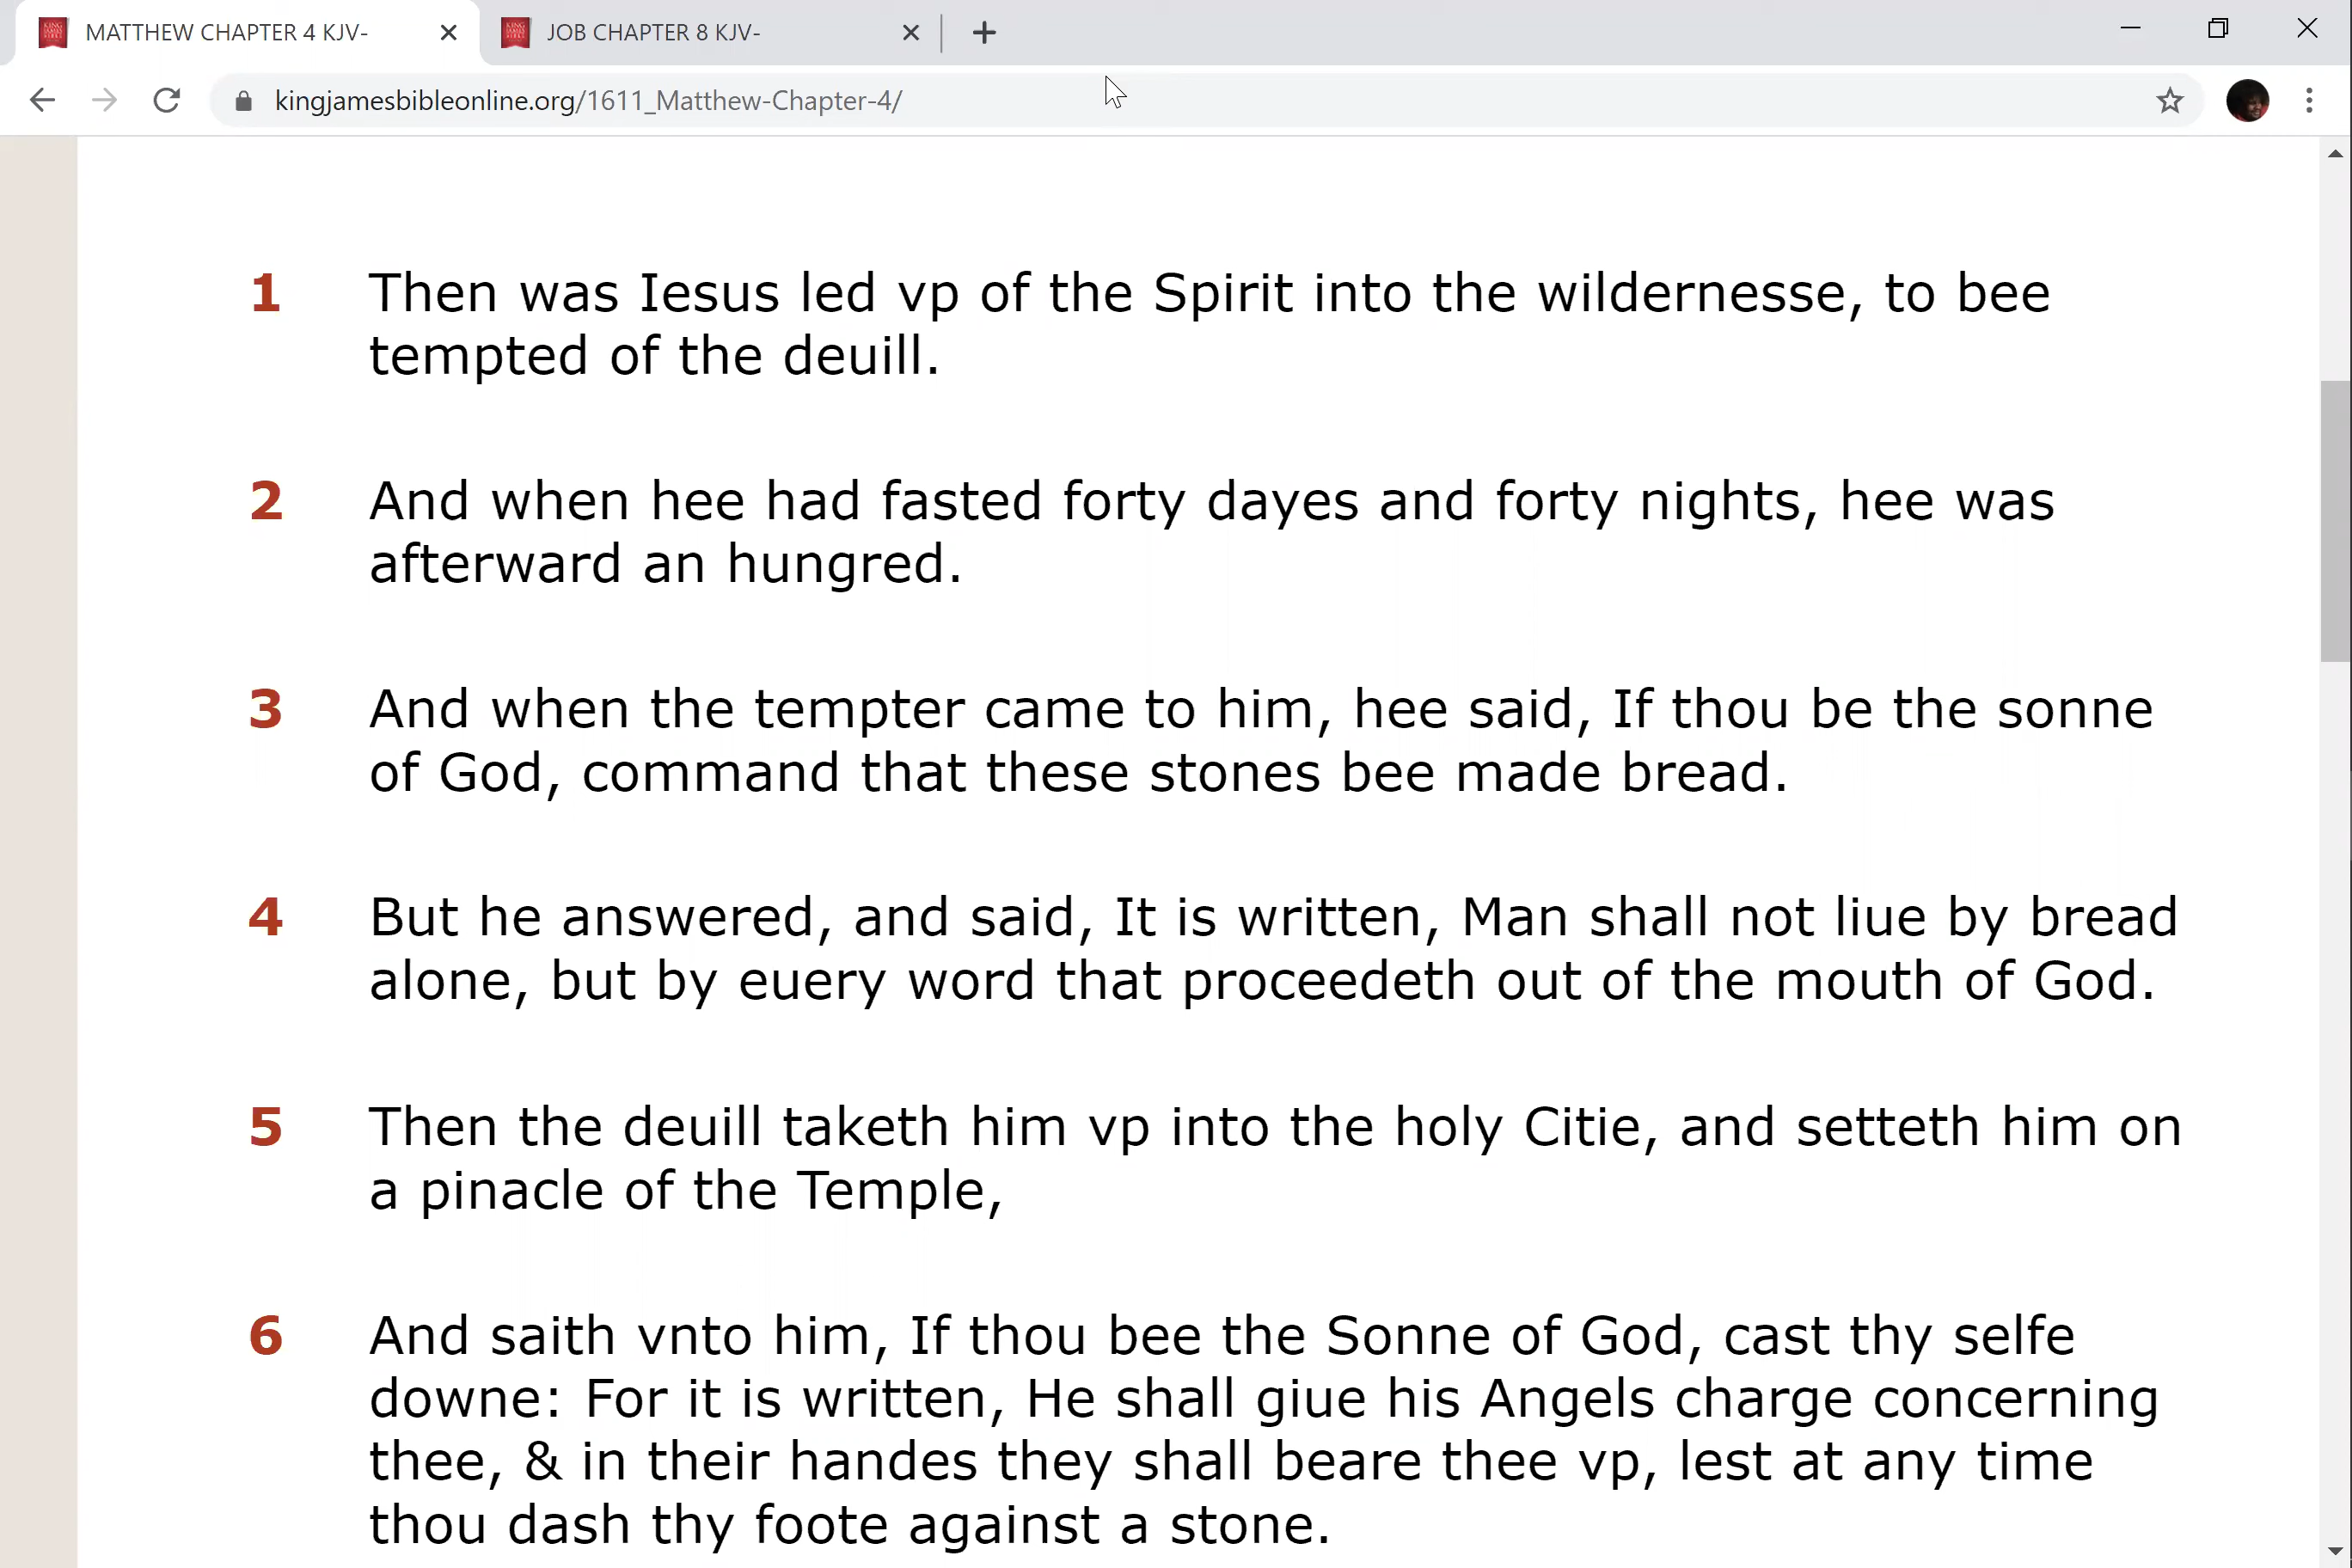 MATTHEW CHAPTER 4 KJV-
JOB CHAPTER 8 KJV-
kingjamesbibleonline.org/1611_Matthew-Chapter-4/
1 Then was Iesus led vp of the Spirit into the wildernesse, to bee
tempted of the deuill.
2 And when hee had fasted forty dayes and forty nights, hee was
afterward an hungred.
3 And when the tempter came to him, hee said, If thou be the sonne
of God, command that these stones bee made bread.
4 But he answered, and said, It is written, Man shall not liue by bread
alone, but by euery word that proceedeth out of the mouth of God.
5 Then the deuill taketh him vp into the holy Citie, and setteth him on
a pinacle of the Temple,
6 And saith vnto him, If thou bee the Sonne of God, cast thy selfe
downe: For it is written, He shall giue his Angels charge concerning
thee, & in their handes they shall beare thee vp, lest at any time
thou dash thy foote against a stone.